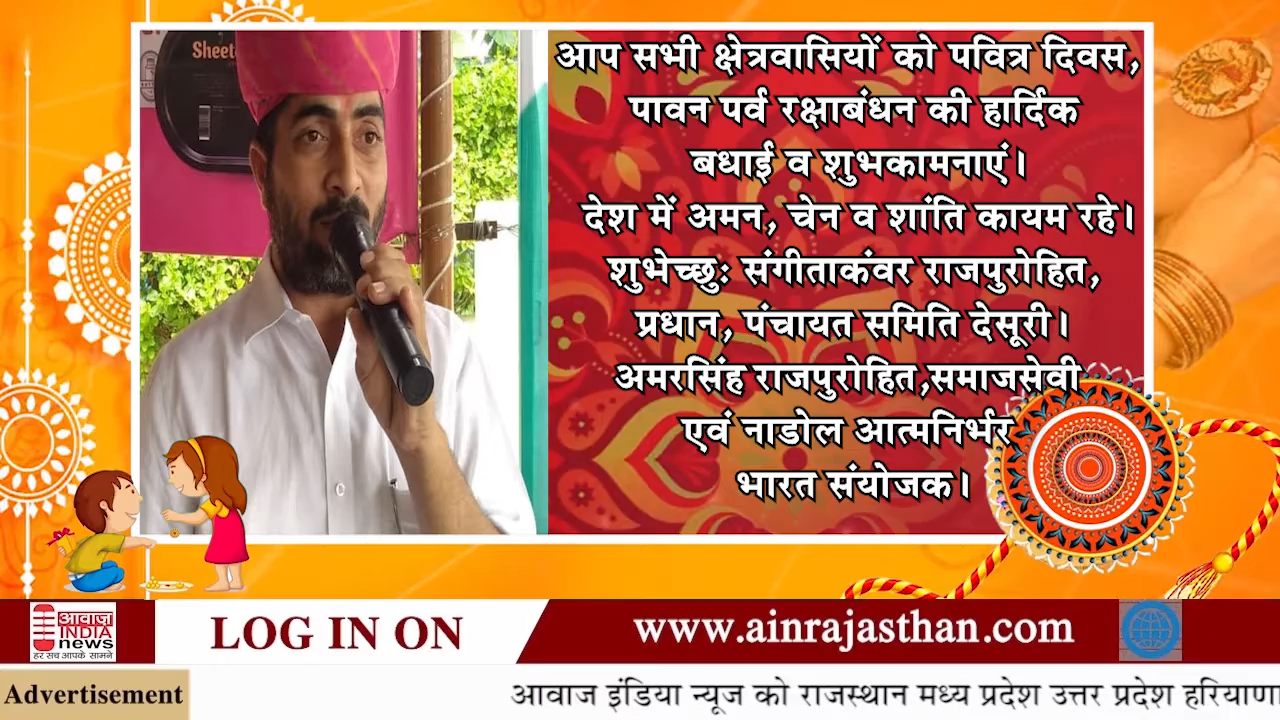 Sheet
आप सभी क्षेत्रवासियों को पवित्र दिवस,
पावन पर्व रक्षाबंधन की हार्दिक
बधाई व शुभकामनाएं।
देश में अमन, चेन व शांति कायम रहे।
शुभेच्छुः संगीताकंवर राजपुरोहित,
प्रधान, पंचायत समिति देसूरी।
अमरसिंह राजपुरोहित,समाजसेवी
एवं नाडोल आत्मनिर्भर
भारत संयोजक।
आवाज
INDIA
news
हर सच आपके सामने
LOG IN ON
www.ainrajasthan.com
Advertisement
आवाज इंडिया न्यूज को राजस्थान मध्य प्रदेश उत्तर प्रदेश हरियाणा